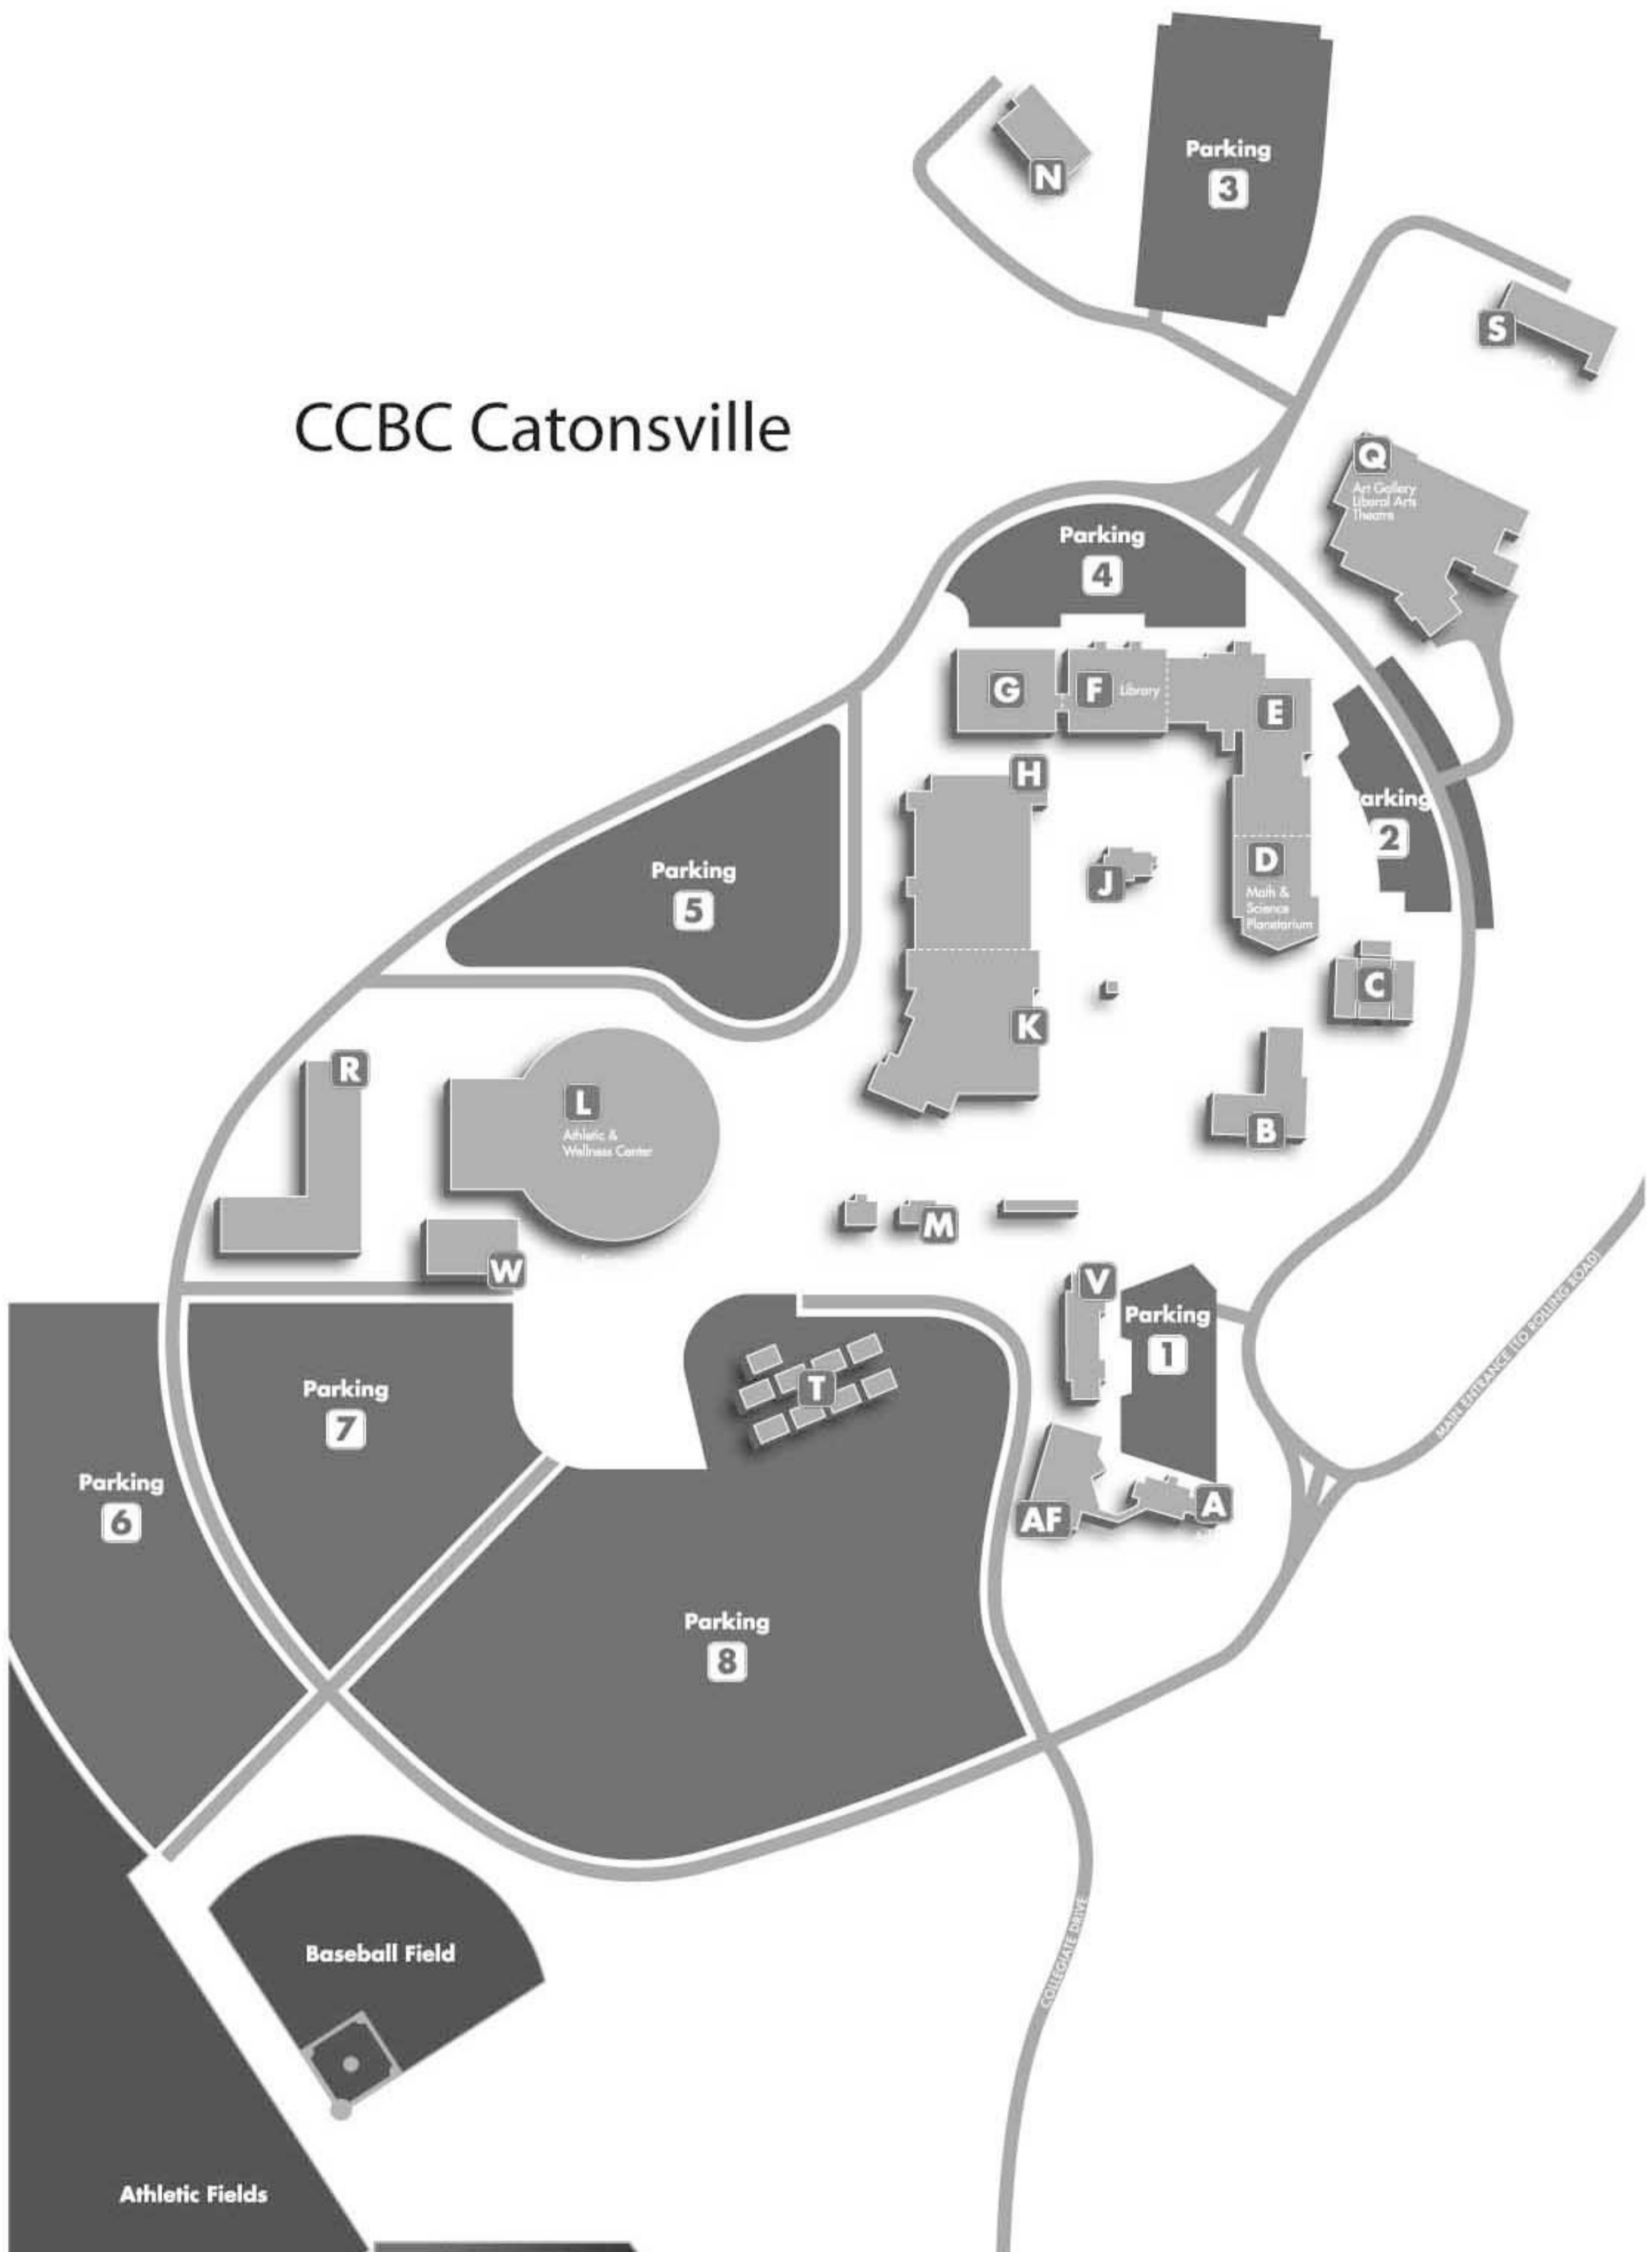 Parking
3
N
S
CCBC Catonsville
Q
Art Gallery
Liberal Arts
Theatre
Parking
4
G
F Library
E
H
arking
2
Parking
5
J
D
Math &
Science
Planetarium
C
K
R
L
Athletic &
Wellness Center
B
M
W
V
Parking
1
MAIN ENTRANCE (TO ROLLING ROAD)
T
Parking
7
Parking
6
AF
A
Parking
8
COLLEGIATE DRIVE
Baseball Field
Athletic Fields